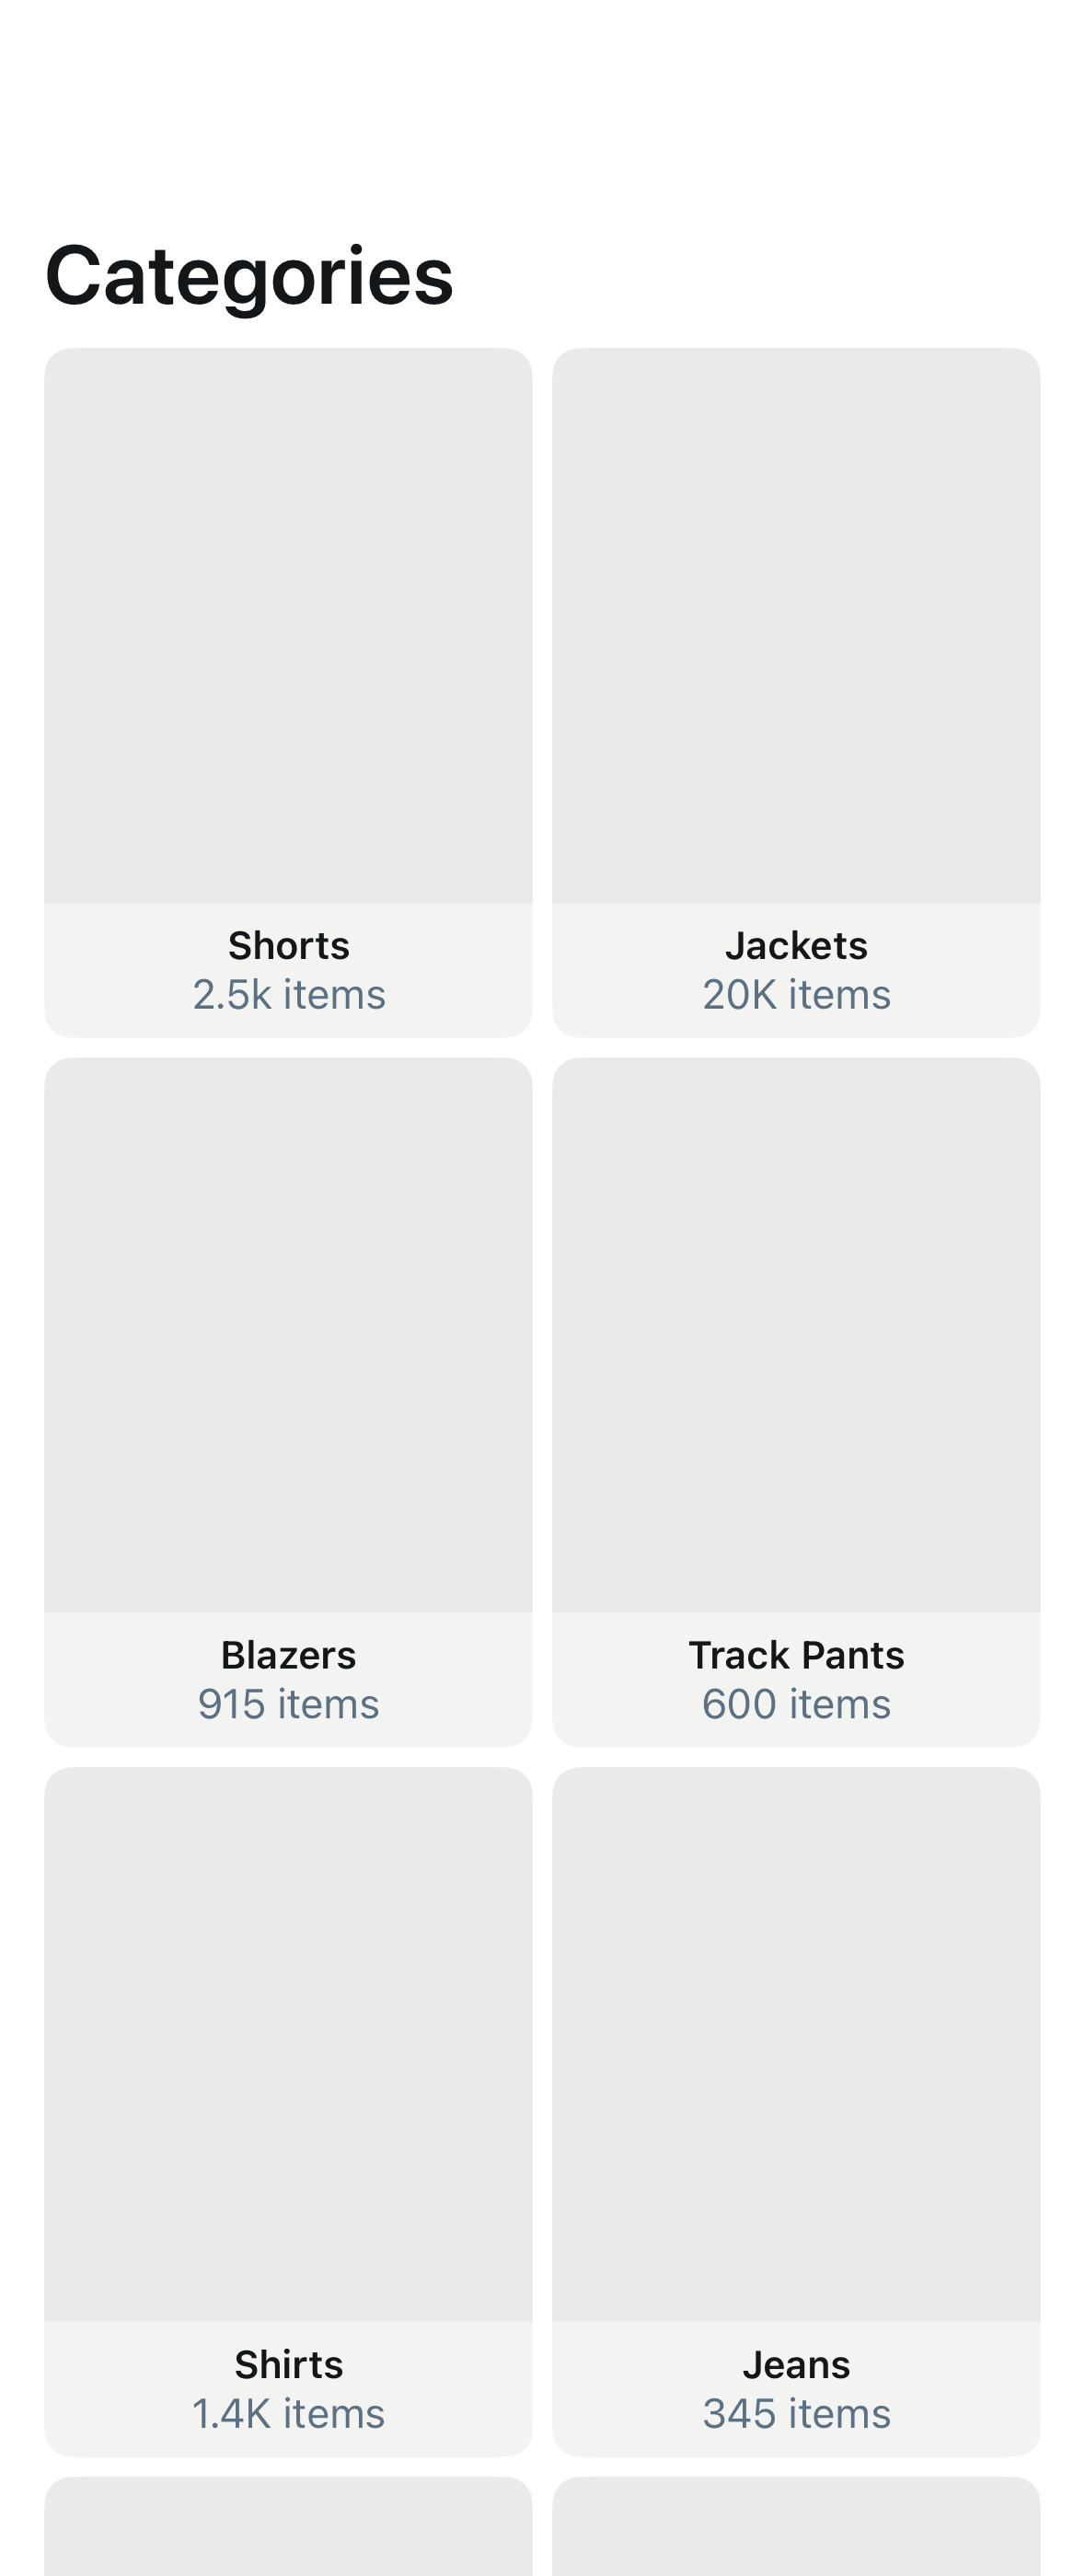 Categories
Shorts
2.5k items
Jackets
20K items
Blazers
915 items
Track Pants
600 items
Shirts
1.4K items
Jeans
345 items